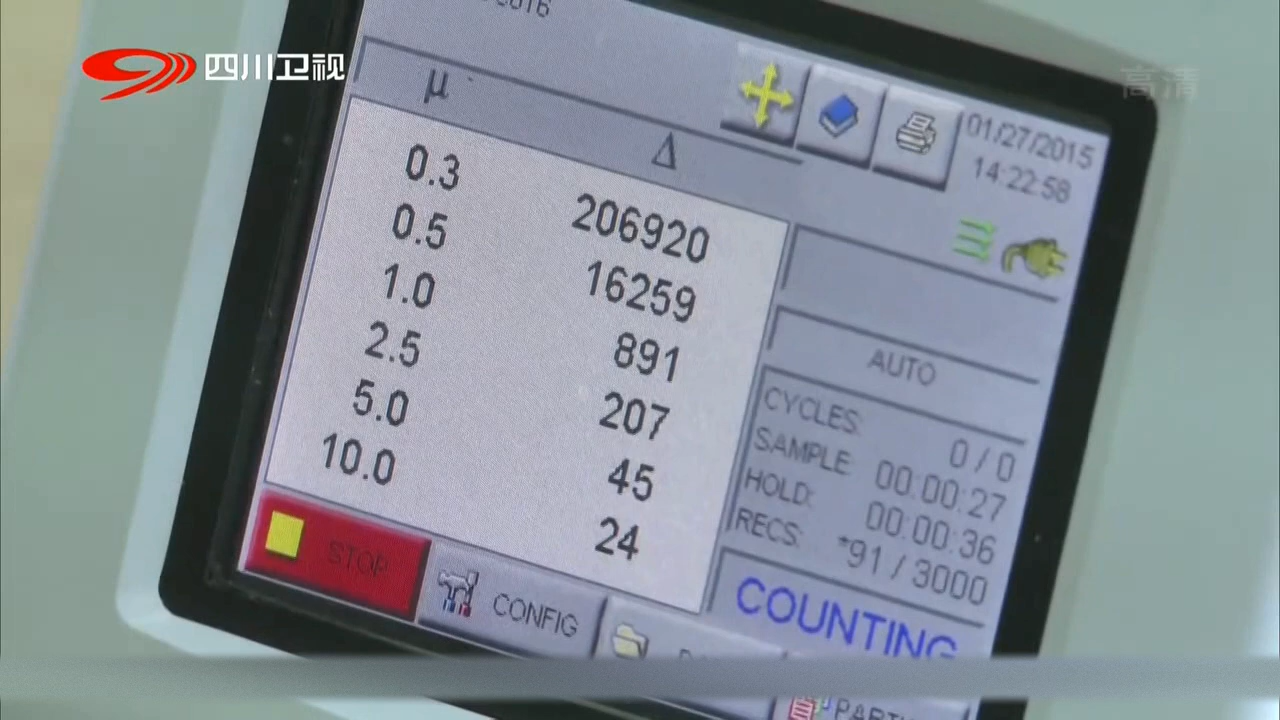 四川卫视
高清
μ
Δ
01/27/2015
14:22:58
0.3 206920
0.5 16259
1.0 891
2.5 207
5.0 45
10.0 24
AUTO
CYCLES: 0 / 0
SAMPLE: 00:00:27
HOLD: 00:00:36
RECS: *91 / 3000
COUNTING
STOP
CONFIG